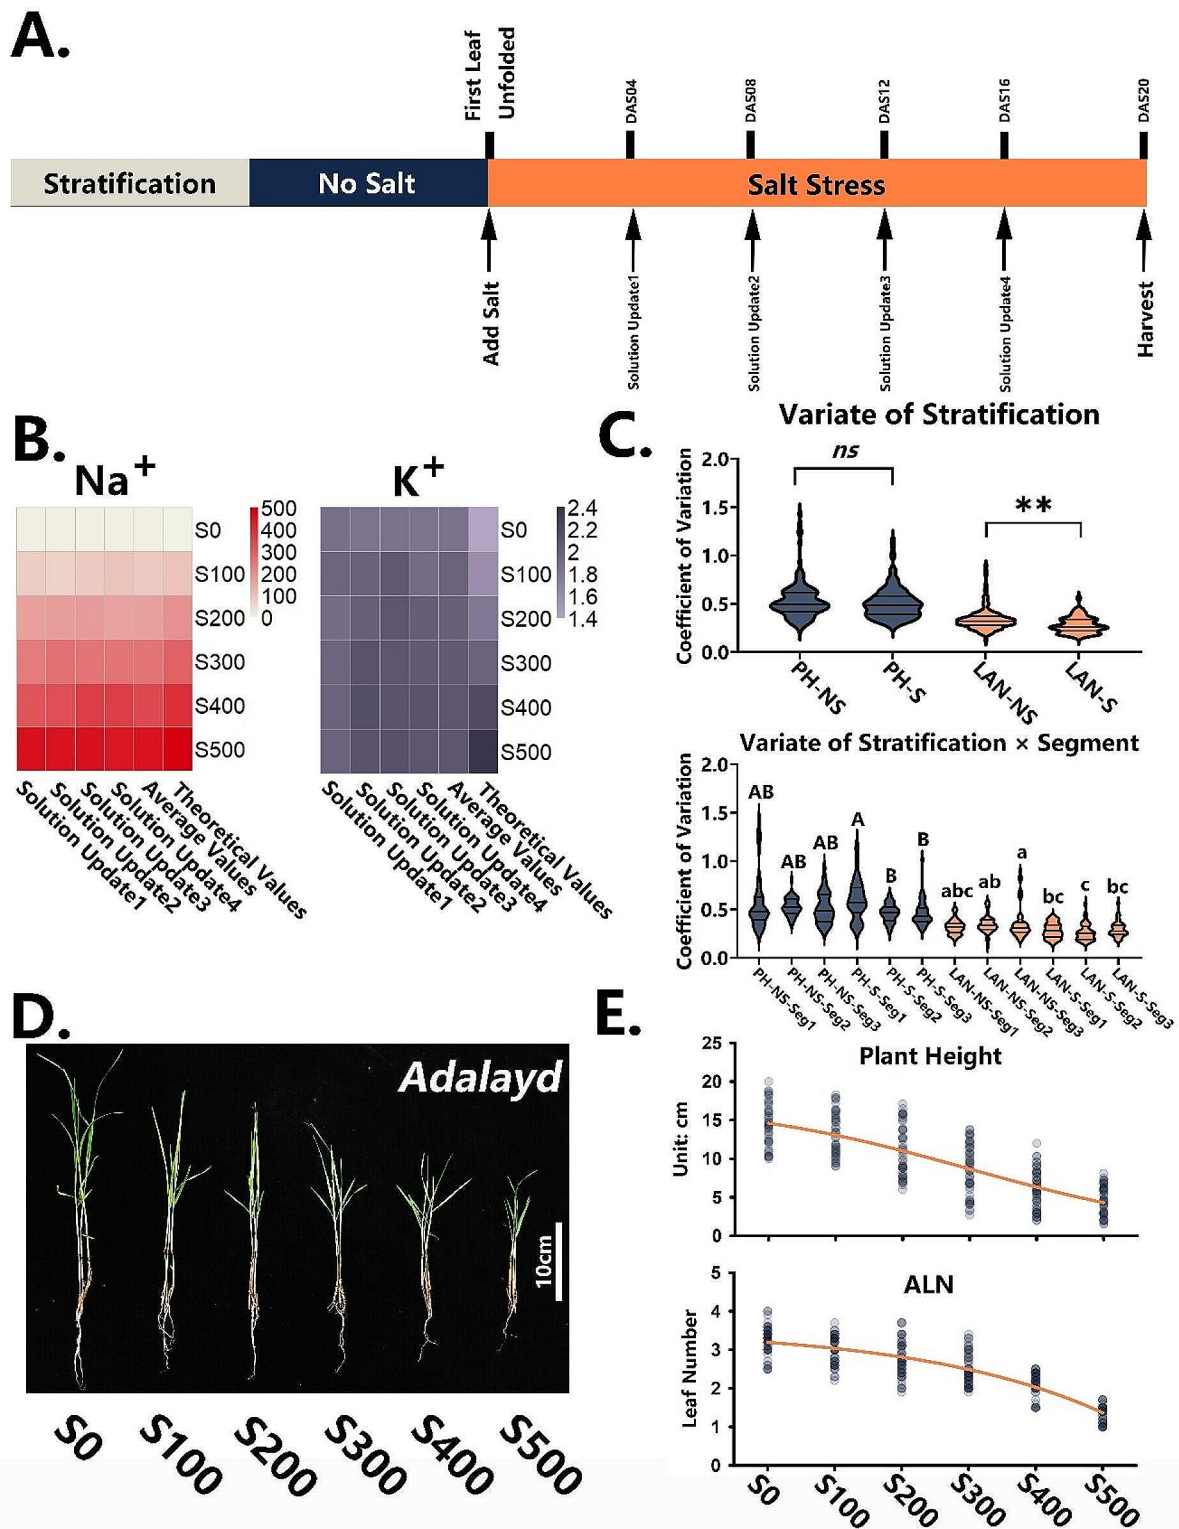 A.
First Leaf
Unfolded
DAS04
DAS08
DAS12
DAS16
DAS20
Stratification
No Salt
Salt Stress
Add Salt
Solution Update1
Solution Update2
Solution Update3
Solution Update4
Harvest
B.
Na+
S0
S100
S200
S300
S400
S500
500
400
300
200
100
0
Solution Update1
Solution Update2
Solution Update3
Solution Update4
Average Values
Theoretical Values
K+
S0
S100
S200
S300
S400
S500
2.4
2.2
2
1.8
1.6
1.4
Solution Update1
Solution Update2
Solution Update3
Solution Update4
Average Values
Theoretical Values
C.
Variate of Stratification
Coefficient of Variation
2.0
1.5
1.0
0.5
0.0
ns
**
PH-NS
PH-S
LAN-NS
LAN-S
Variate of Stratification × Segment
Coefficient of Variation
2.0
1.5
1.0
0.5
0.0
AB
AB
AB
A
B
B
abc
ab
a
bc
c
bc
PH-NS-Seg1
PH-NS-Seg2
PH-NS-Seg3
PH-S-Seg1
PH-S-Seg2
PH-S-Seg3
LAN-NS-Seg1
LAN-NS-Seg2
LAN-NS-Seg3
LAN-S-Seg1
LAN-S-Seg2
LAN-S-Seg3
D.
Adalayd
10cm
S0
S100
S200
S300
S400
S500
E.
Plant Height
Unit: cm
25
20
15
10
5
0
ALN
Leaf Number
5
4
3
2
1
0
S0
S100
S200
S300
S400
S500